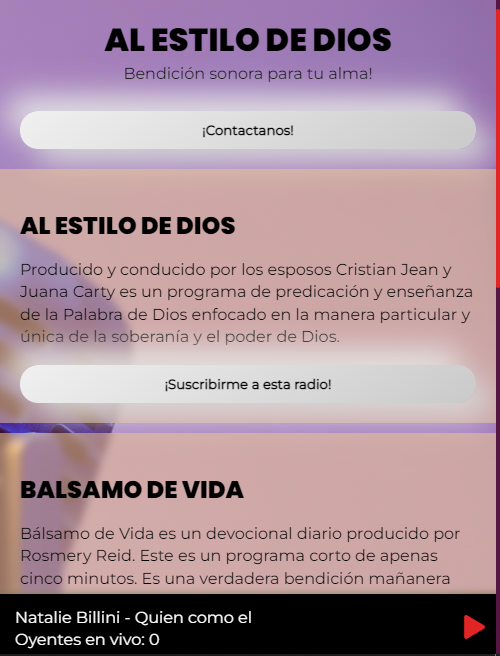 AL ESTILO DE DIOS
Bendición sonora para tu alma!
¡Contactanos!
AL ESTILO DE DIOS
Producido y conducido por los esposos Cristian Jean y
Juana Carty es un programa de predicación y enseñanza
de la Palabra de Dios enfocado en la manera particular y
única de la soberanía y el poder de Dios.
¡Suscribirme a esta radio!
BALSAMO DE VIDA
Bálsamo de Vida es un devocional diario producido por
Rosmery Reid. Este es un programa corto de apenas
cinco minutos. Es una verdadera bendición mañanera
Natalie Billini - Quien como el
Oyentes en vivo: 0